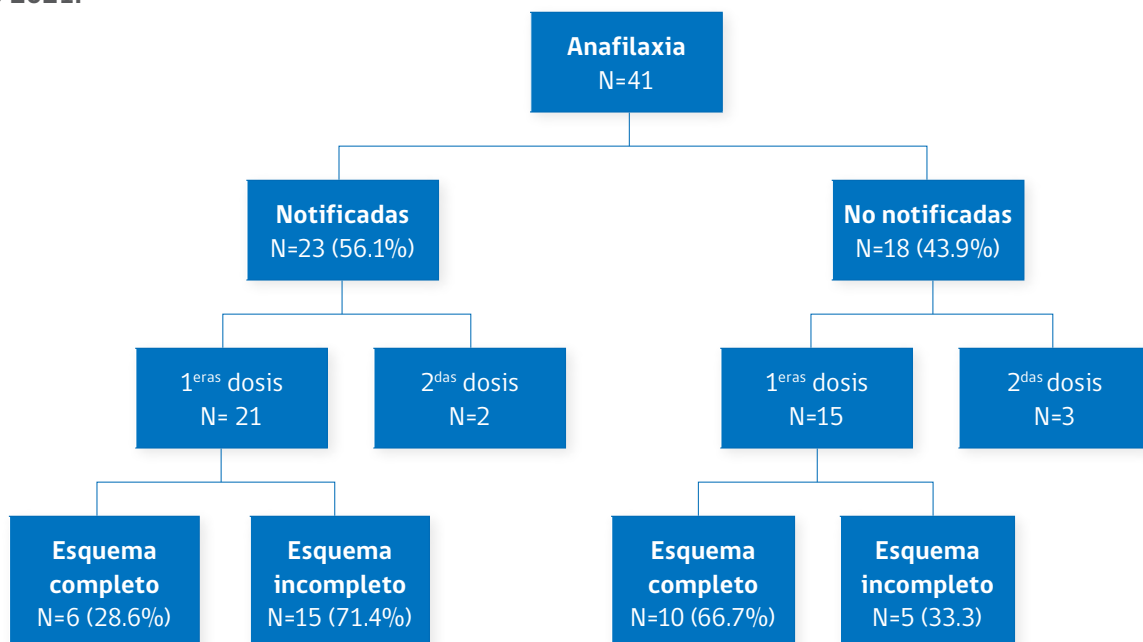 2021.
Anafilaxia
N=41
Notificadas
N=23 (56.1%)
No notificadas
N=18 (43.9%)
1eras dosis
N= 21
2das dosis
N=2
1eras dosis
N=15
2das dosis
N=3
Esquema
completo
N=6 (28.6%)
Esquema
incompleto
N=15 (71.4%)
Esquema
completo
N=10 (66.7%)
Esquema
incompleto
N=5 (33.3)